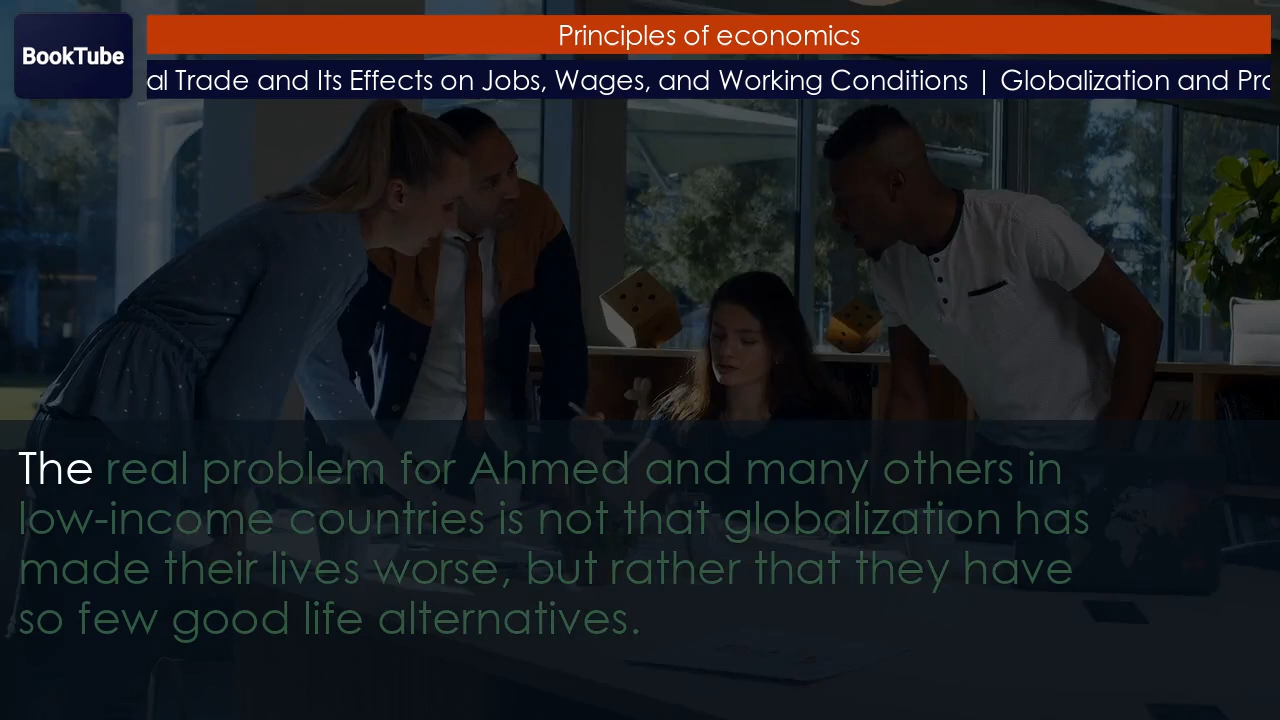 BookTube
Principles of economics
al Trade and Its Effects on Jobs, Wages, and Working Conditions | Globalization and Pro
The real problem for Ahmed and many others in
low-income countries is not that globalization has
made their lives worse, but rather that they have
so few good life alternatives.